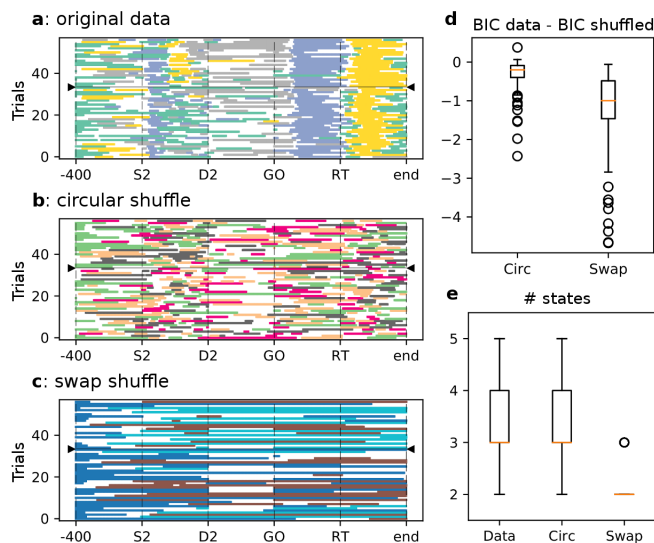 a: original data
Trials
40
20
0
-400 S2 D2 GO RT end
b: circular shuffle
Trials
40
20
0
-400 S2 D2 GO RT end
c: swap shuffle
Trials
40
20
0
-400 S2 D2 GO RT end
d
BIC data - BIC shuffled
0
−1
−2
−3
−4
Circ Swap
e
# states
5
4
3
2
Data Circ Swap